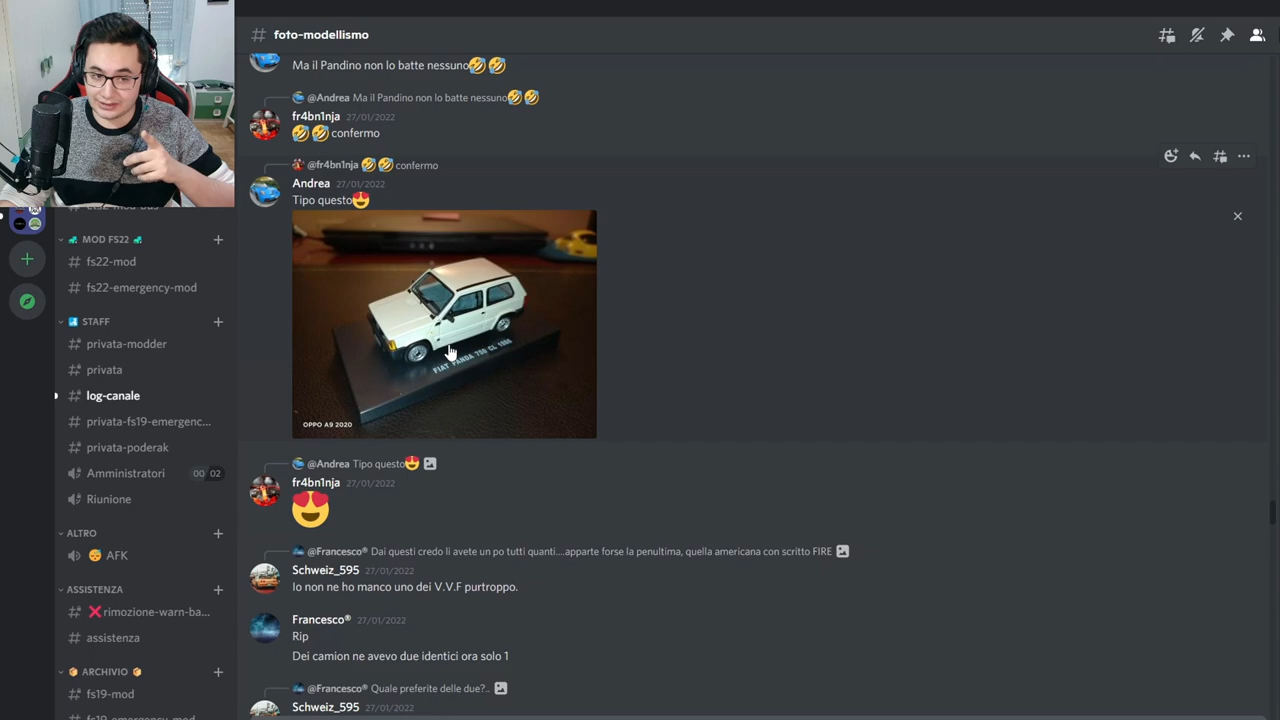 # foto-modellismo
Ma il Pandino non lo batte nessuno🤣🤣
@Andrea Ma il Pandino non lo batte nessuno🤣🤣
fr4bn1nja 27/01/2022
🤣🤣confermo
@fr4bn1nja 🤣🤣confermo
Andrea 27/01/2022
Tipo questo😍
FIAT PANDA 750 CL 1986
OPPO A9 2020
@Andrea Tipo questo😍
fr4bn1nja 27/01/2022
😍
@Francesco® Dai questi credo li avete un po tutti quanti....apparte forse la penultima, quella americana con scritto FIRE
Schweiz_595 27/01/2022
Io non ne ho manco uno dei V.V.F purtroppo.
Francesco® 27/01/2022
Rip
Dei camion ne avevo due identici ora solo 1
@Francesco® Quale preferite delle due?..
Schweiz_595 27/01/2022
MOD FS22
# fs22-mod
# fs22-emergency-mod
STAFF
# privata-modder
# privata
# log-canale
# privata-fs19-emergenc...
# privata-poderak
Amministratori 00 02
Riunione
ALTRO
😴 AFK
ASSISTENZA
# ❌rimozione-warn-ba...
# assistenza
ARCHIVIO
# fs19-mod
# fs19-emergency-mod